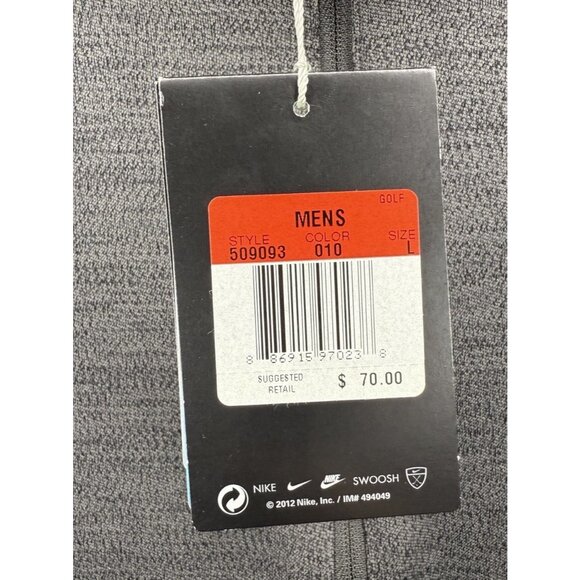 GOLF
MENS
STYLE COLOR SIZE
509093 010 L
8 86915 97023 8
SUGGESTED RETAIL $ 70.00
NIKE NIKE SWOOSH
© 2012 Nike, Inc. / IM# 494049